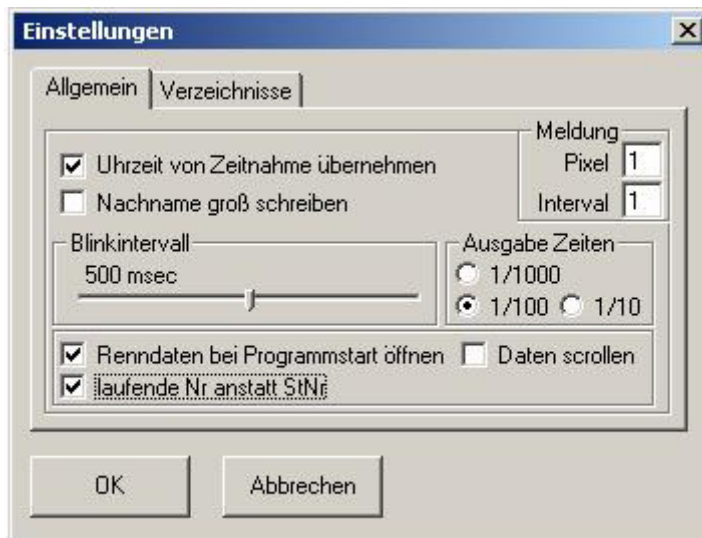 Einstellungen
Allgemein Verzeichnisse
Meldung
Uhrzeit von Zeitnahme übernehmen
Pixel 1
Nachname groß schreiben
Interval 1
Blinkintervall
500 msec
Ausgabe Zeiten
1/1000
1/100 1/10
Renndaten bei Programmstart öffnen Daten scrollen
laufende Nr anstatt StNr
OK Abbrechen